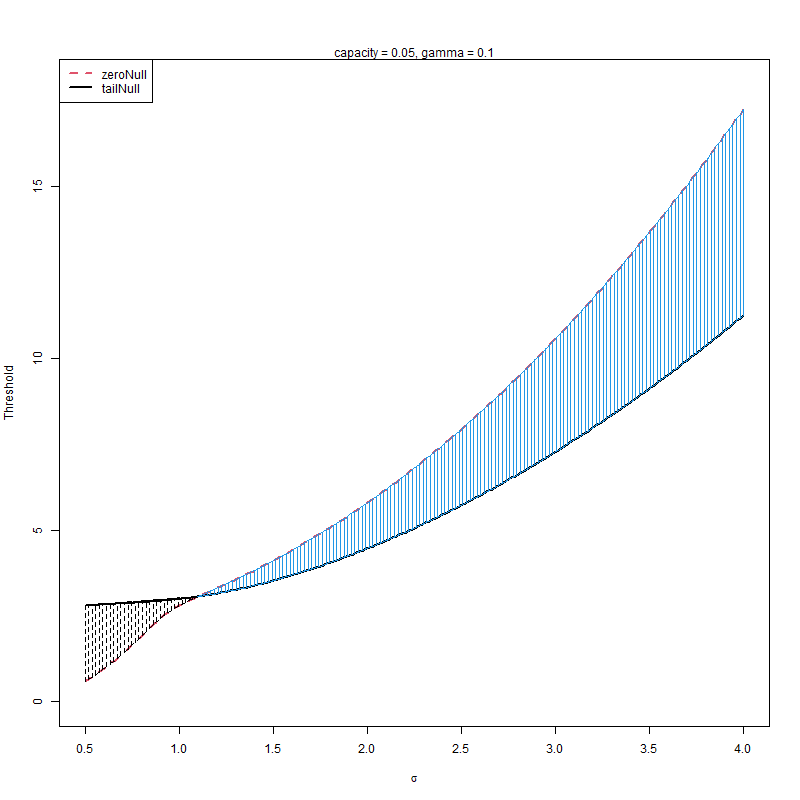 capacity = 0.05, gamma = 0.1
zeroNull
tailNull
Threshold
15
10
5
0
0.5 1.0 1.5 2.0 2.5 3.0 3.5 4.0
σ